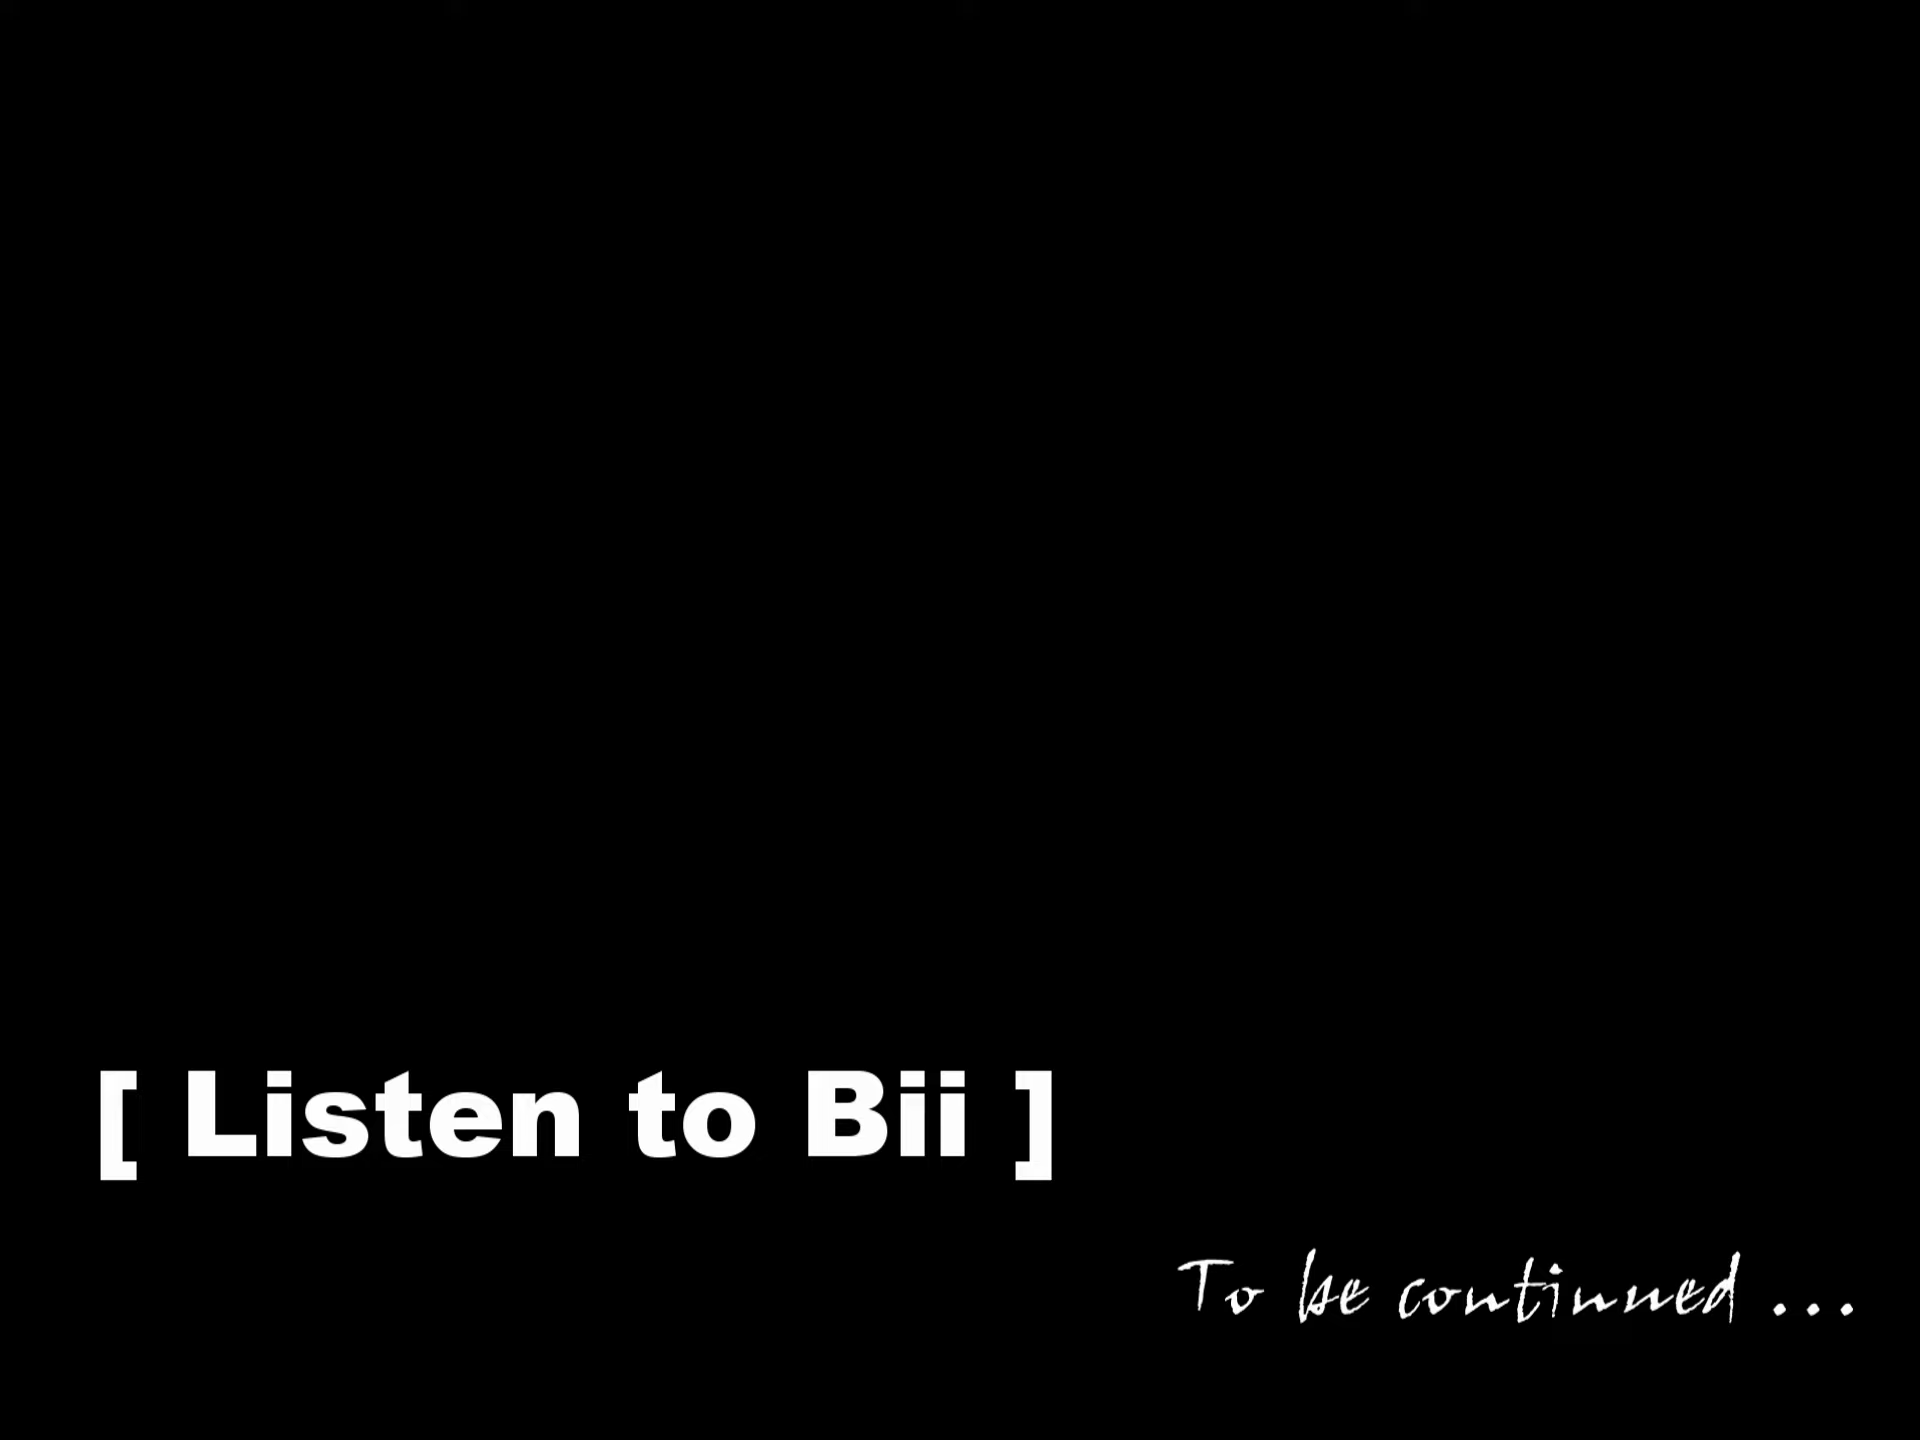 [ Listen to Bii ]
To be continued ...